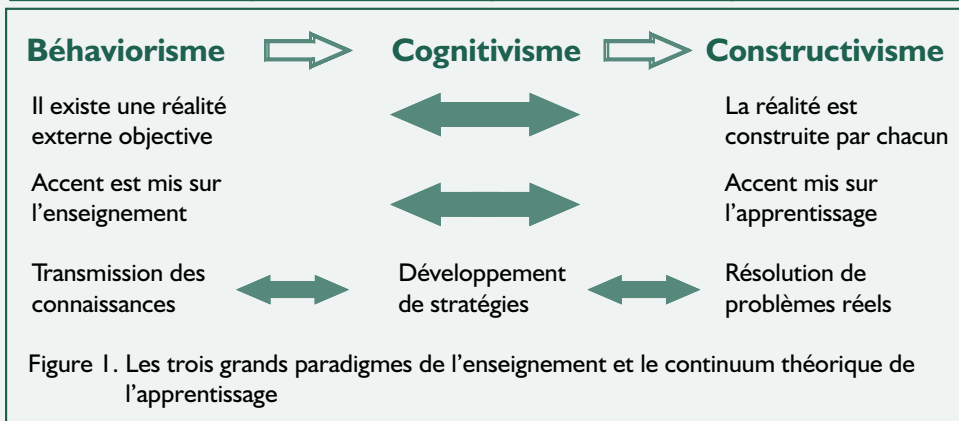 Béhaviorisme Cognitivisme Constructivisme
Il existe une réalité
externe objective
La réalité est
construite par chacun
Accent est mis sur
l'enseignement
Accent mis sur
l'apprentissage
Transmission des
connaissances
Développement
de stratégies
Résolution de
problèmes réels
Figure 1. Les trois grands paradigmes de l'enseignement et le continuum théorique de
l'apprentissage